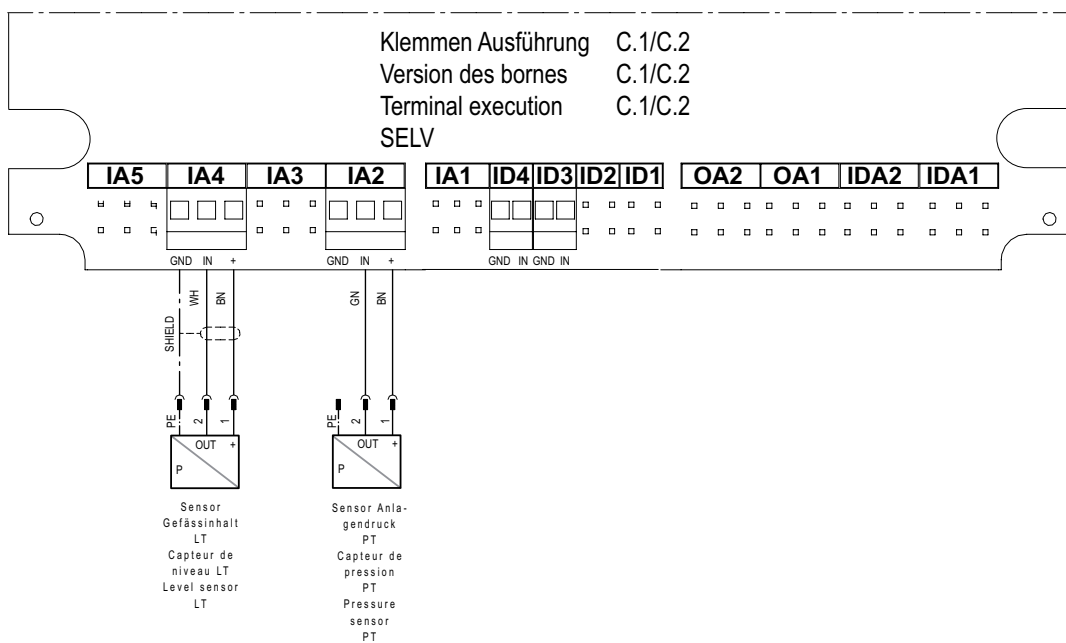 Klemmen Ausführung C.1/C.2
Version des bornes C.1/C.2
Terminal execution C.1/C.2
SELV
IA5 IA4 IA3 IA2 IA1 ID4 ID3 ID2 ID1 OA2 OA1 IDA2 IDA1
GND IN + GND IN + GND IN GND IN
WH BN GN BN
SHIELD
PE 2 1 PE 2 1
OUT + OUT +
P P
Sensor
Gefässinhalt
LT
Capteur de
niveau LT
Level sensor
LT
Sensor Anla-
gendruck
PT
Capteur de
pression
PT
Pressure
sensor
PT